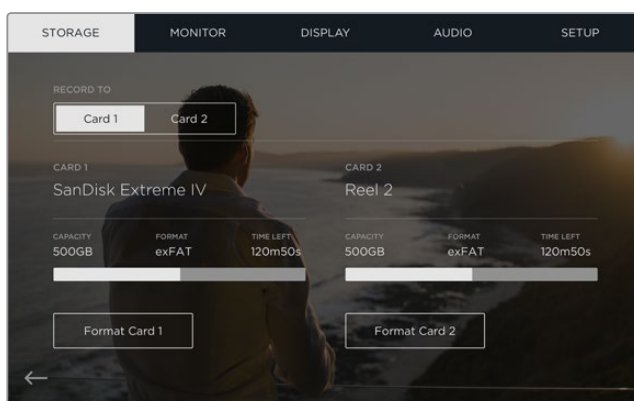 STORAGE MONITOR DISPLAY AUDIO SETUP
RECORD TO
Card 1 Card 2
CARD 1 CARD 2
SanDisk Extreme IV Reel 2
CAPACITY FORMAT TIME LEFT CAPACITY FORMAT TIME LEFT
500GB exFAT 120m50s 500GB exFAT 120m50s
Format Card 1 Format Card 2